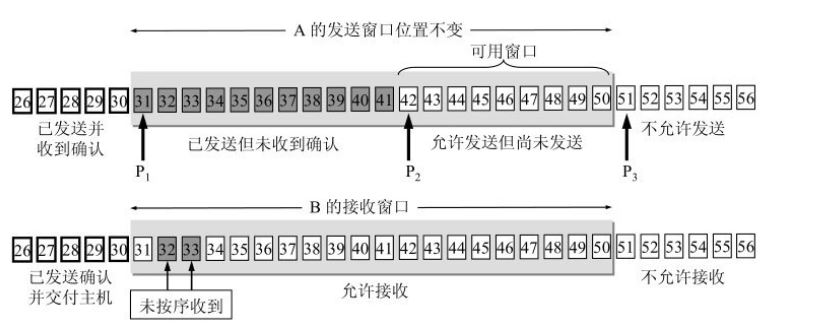 A 的发送窗口位置不变
可用窗口
26 27 28 29 30 31 32 33 34 35 36 37 38 39 40 41 42 43 44 45 46 47 48 49 50 51 52 53 54 55 56
已发送并
收到确认
已发送但未收到确认
允许发送但尚未发送
不允许发送
P1
P2
P3
B 的接收窗口
26 27 28 29 30 31 32 33 34 35 36 37 38 39 40 41 42 43 44 45 46 47 48 49 50 51 52 53 54 55 56
已发送确认
并交付主机
未按序收到
允许接收
不允许接收